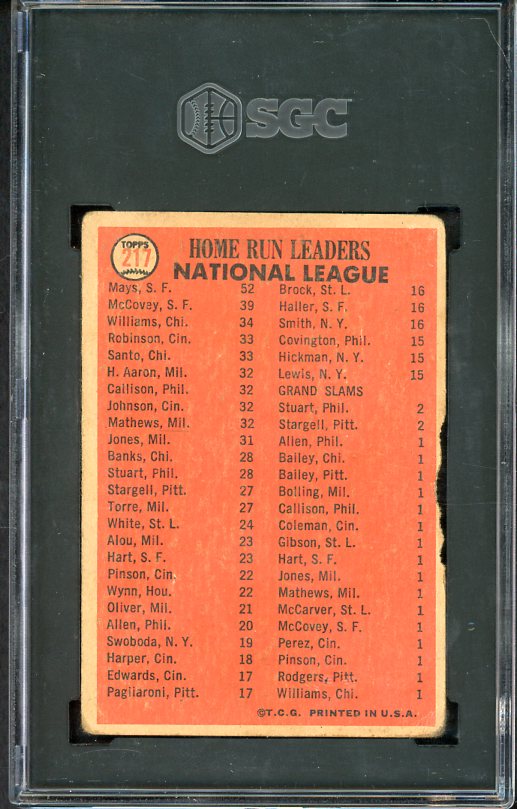 SGC
TOPPS
217
HOME RUN LEADERS
NATIONAL LEAGUE
Mays, S. F. 52
McCovey, S. F. 39
Williams, Chi. 34
Robinson, Cin. 33
Santo, Chi. 33
H. Aaron, Mil. 32
Callison, Phil. 32
Johnson, Cin. 32
Mathews, Mil. 32
Jones, Mil. 31
Banks, Chi. 28
Stuart, Phil. 28
Stargell, Pitt. 27
Torre, Mil. 27
White, St. L. 24
Alou, Mil. 23
Hart, S. F. 23
Pinson, Cin. 22
Wynn, Hou. 22
Oliver, Mil. 21
Allen, Phil. 20
Swoboda, N. Y. 19
Harper, Cin. 18
Edwards, Cin. 17
Pagliaroni, Pitt. 17
Brock, St. L. 16
Haller, S. F. 16
Smith, N. Y. 16
Covington, Phil. 15
Hickman, N. Y. 15
Lewis, N. Y. 15
GRAND SLAMS
Stuart, Phil. 2
Stargell, Pitt. 2
Allen, Phil. 1
Bailey, Chi. 1
Bailey, Pitt. 1
Bolling, Mil. 1
Callison, Phil. 1
Coleman, Cin. 1
Gibson, St. L. 1
Hart, S. F. 1
Jones, Mil. 1
Mathews, Mil. 1
McCarver, St. L. 1
McCovey, S. F. 1
Perez, Cin. 1
Pinson, Cin. 1
Rodgers, Pitt. 1
Williams, Chi. 1
©T.C.G. PRINTED IN U.S.A.